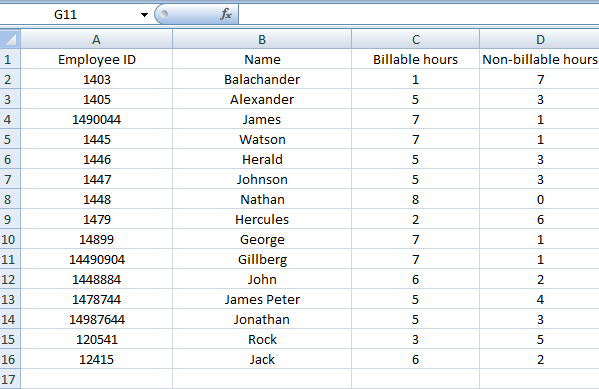 G11 fx
A B C D
1 Employee ID Name Billable hours Non-billable hours
2 1403 Balachander 1 7
3 1405 Alexander 5 3
4 1490044 James 7 1
5 1445 Watson 7 1
6 1446 Herald 5 3
7 1447 Johnson 5 3
8 1448 Nathan 8 0
9 1479 Hercules 2 6
10 14899 George 7 1
11 14490904 Gillberg 7 1
12 1448884 John 6 2
13 1478744 James Peter 5 4
14 14987644 Jonathan 5 3
15 120541 Rock 3 5
16 12415 Jack 6 2
17